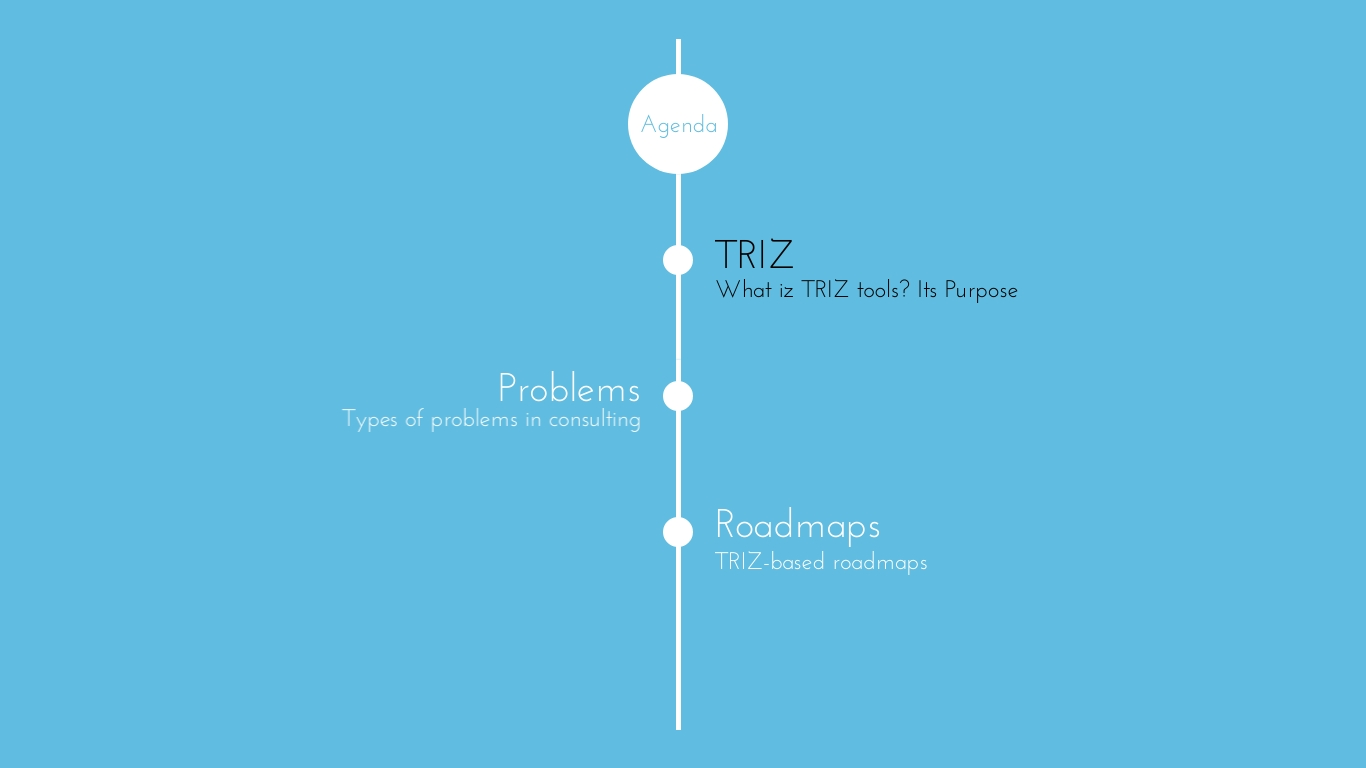 Agenda
TRIZ
What iz TRIZ tools? Its Purpose
Problems
Types of problems in consulting
Roadmaps
TRIZ-based roadmaps